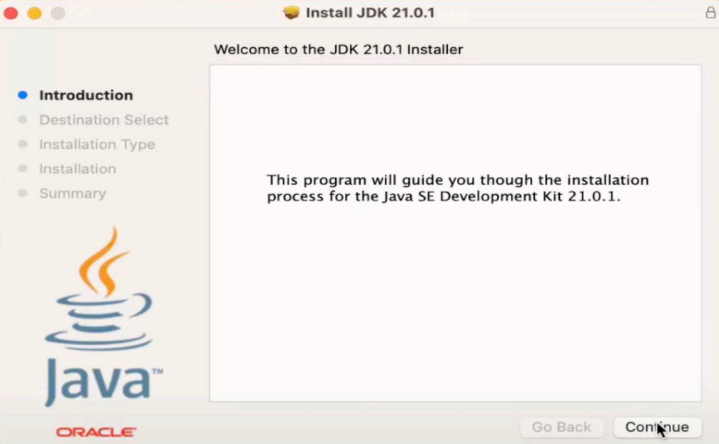 Install JDK 21.0.1
Welcome to the JDK 21.0.1 Installer
Introduction
Destination Select
Installation Type
Installation
Summary
This program will guide you though the installation
process for the Java SE Development Kit 21.0.1.
Java™
ORACLE
Go Back
Continue